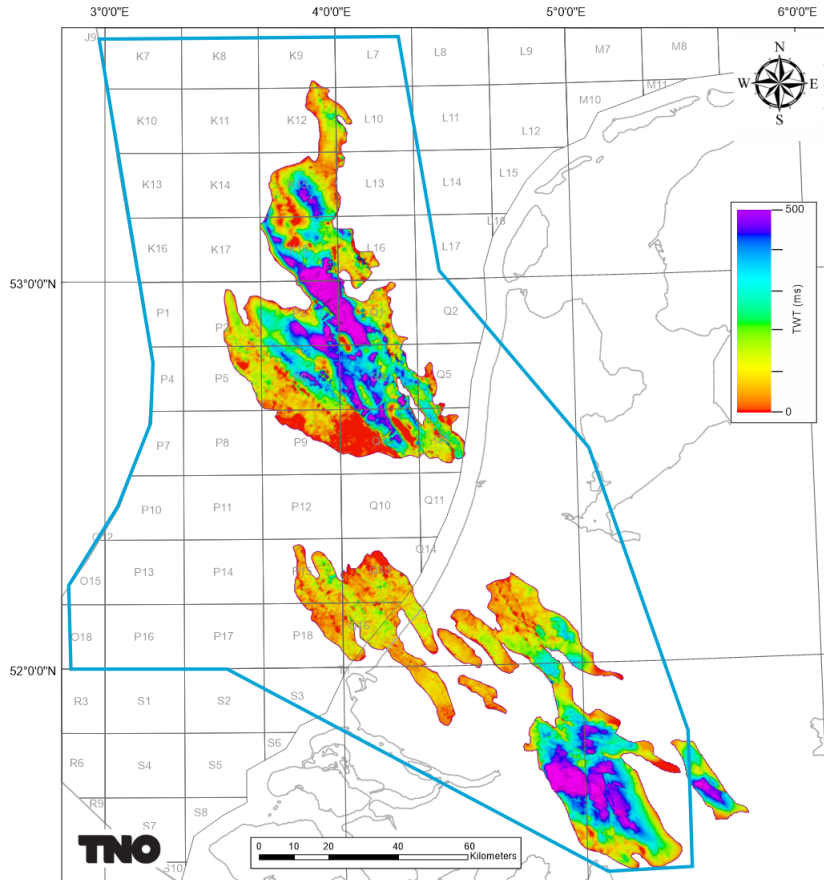 3°0'0"E 4°0'0"E 5°0'0"E 6°0'0"E
J9
K7 K8 K9 L7 L8 L9 M7 M8
N
W E
S
M11
M10
K10 K11 K12 L10 L11
L12
L15
K13 K14 L13 L14
L18
K16 K17 L16 L17
500
TWT (ms)
0
53°0'0"N
P1 Q2
P4 P5 Q5
P7 P8 P9
P10 P11 P12 Q10 Q11
Q14
O15 P13 P14 P15
O18 P16 P17 P18
52°0'0"N
R3 S1 S2 S3
S6
R6 S4 S5
R9
S8
S7
S10
TNO
0 10 20 40 60
Kilometers